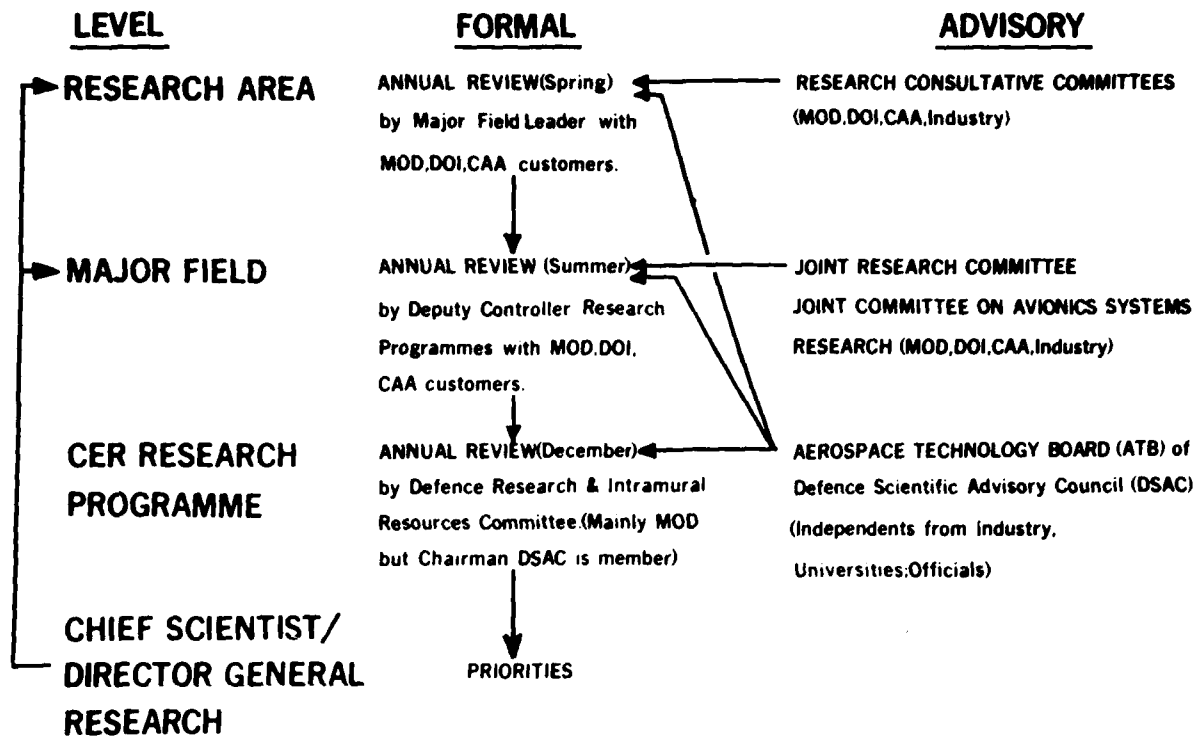 LEVEL
FORMAL
ADVISORY
RESEARCH AREA
ANNUAL REVIEW(Spring)
by Major Field Leader with
MOD,DOI,CAA customers.
RESEARCH CONSULTATIVE COMMITTEES
(MOD,DOI,CAA,Industry)
MAJOR FIELD
ANNUAL REVIEW (Summer)
by Deputy Controller Research
Programmes with MOD.DOI.
CAA customers.
JOINT RESEARCH COMMITTEE
JOINT COMMITTEE ON AVIONICS SYSTEMS
RESEARCH (MOD,DOI,CAA,Industry)
CER RESEARCH
PROGRAMME
ANNUAL REVIEW(December)
by Defence Research & Intramural
Resources Committee.(Mainly MOD
but Chairman DSAC is member)
AEROSPACE TECHNOLOGY BOARD (ATB) of
Defence Scientific Advisory Council (DSAC)
(Independents from industry,
Universities;Officials)
CHIEF SCIENTIST/
DIRECTOR GENERAL
RESEARCH
PRIORITIES